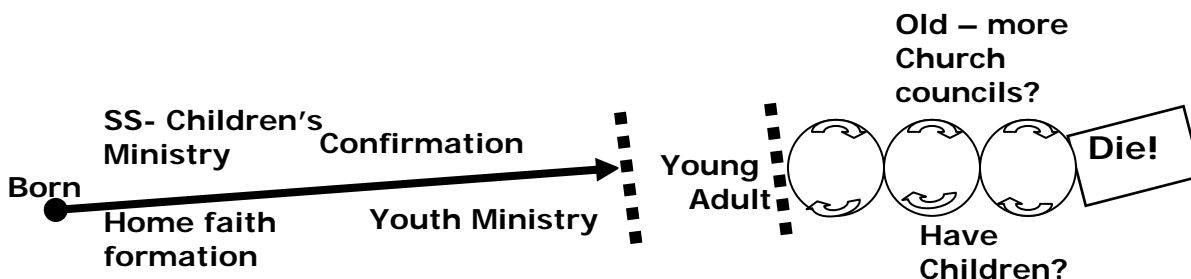 Born
SS- Children's
Ministry
Confirmation
Home faith
formation
Youth Ministry
Young
Adult
Old – more
Church
councils?
Have
Children?
Die!